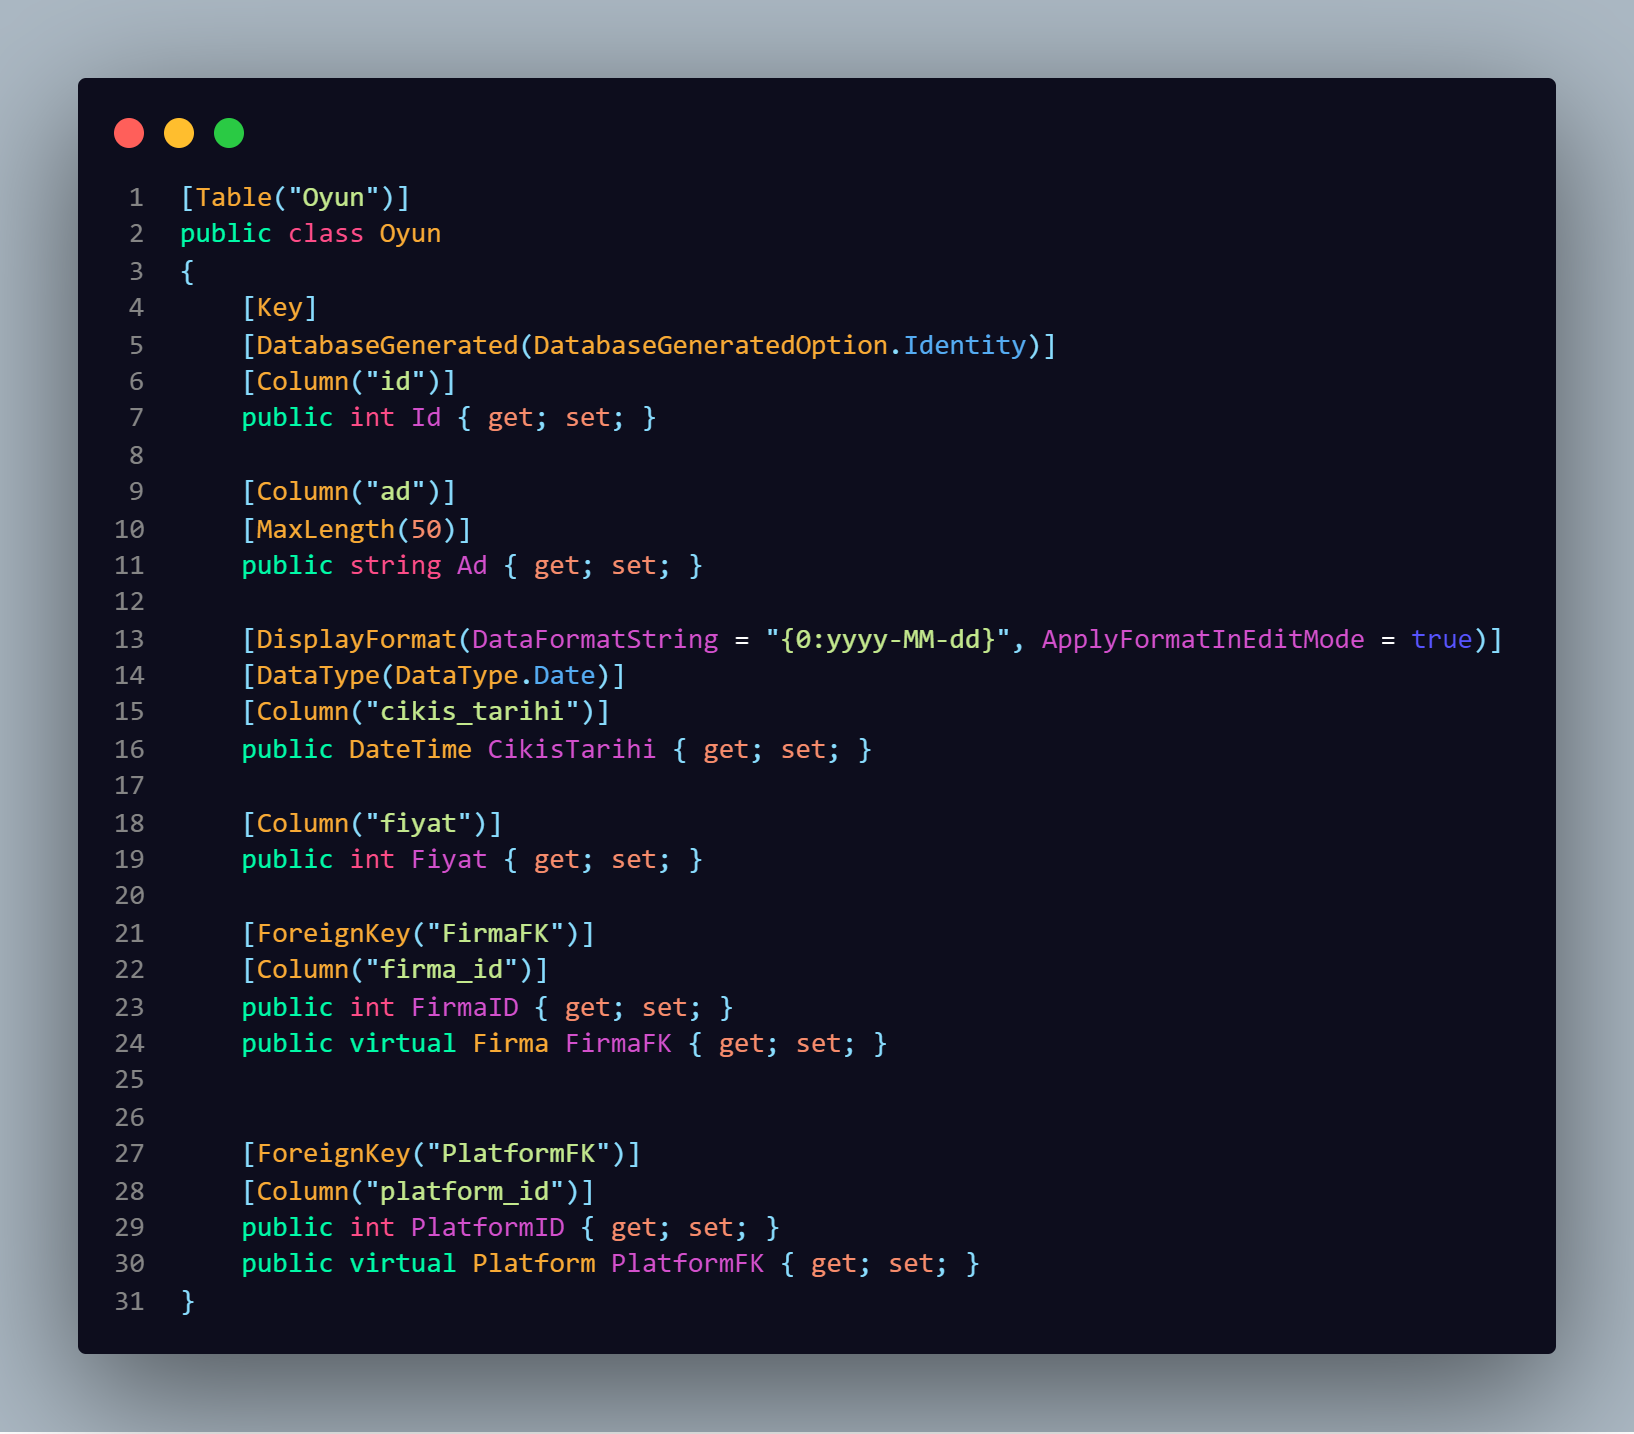 1 [Table("Oyun")]
2 public class Oyun
3 {
4     [Key]
5     [DatabaseGenerated(DatabaseGeneratedOption.Identity)]
6     [Column("id")]
7     public int Id { get; set; }
8
9     [Column("ad")]
10     [MaxLength(50)]
11     public string Ad { get; set; }
12
13     [DisplayFormat(DataFormatString = "{0:yyyy-MM-dd}", ApplyFormatInEditMode = true)]
14     [DataType(DataType.Date)]
15     [Column("cikis_tarihi")]
16     public DateTime CikisTarihi { get; set; }
17
18     [Column("fiyat")]
19     public int Fiyat { get; set; }
20
21     [ForeignKey("FirmaFK")]
22     [Column("firma_id")]
23     public int FirmaID { get; set; }
24     public virtual Firma FirmaFK { get; set; }
25
26
27     [ForeignKey("PlatformFK")]
28     [Column("platform_id")]
29     public int PlatformID { get; set; }
30     public virtual Platform PlatformFK { get; set; }
31 }